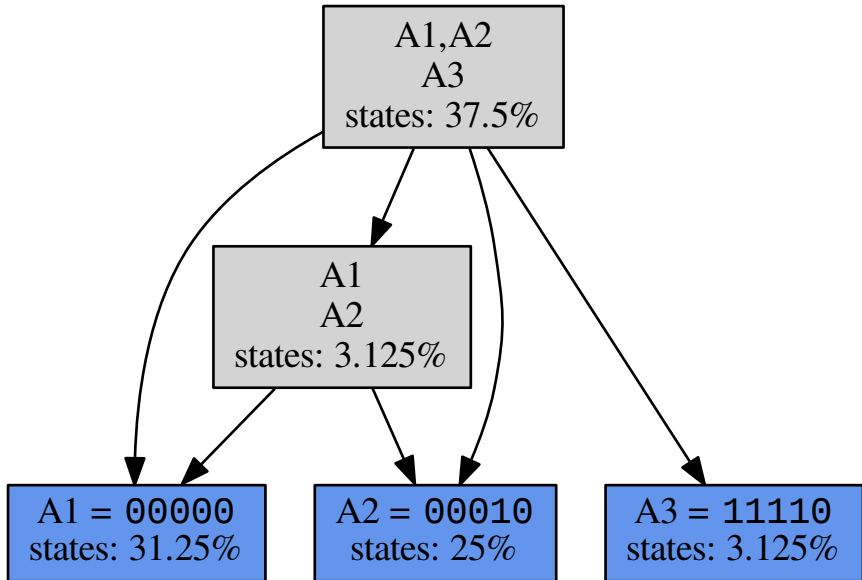 A1,A2
A3
states: 37.5%
A1
A2
states: 3.125%
A1 = 00000
states: 31.25%
A2 = 00010
states: 25%
A3 = 11110
states: 3.125%